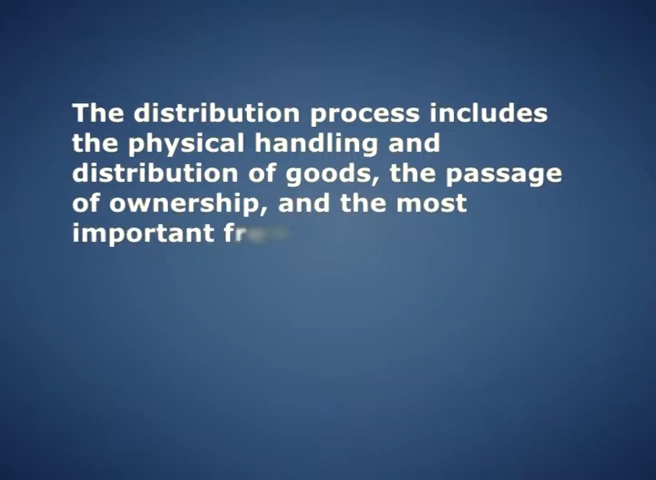 The distribution process includes
the physical handling and
distribution of goods, the passage
of ownership, and the most
important